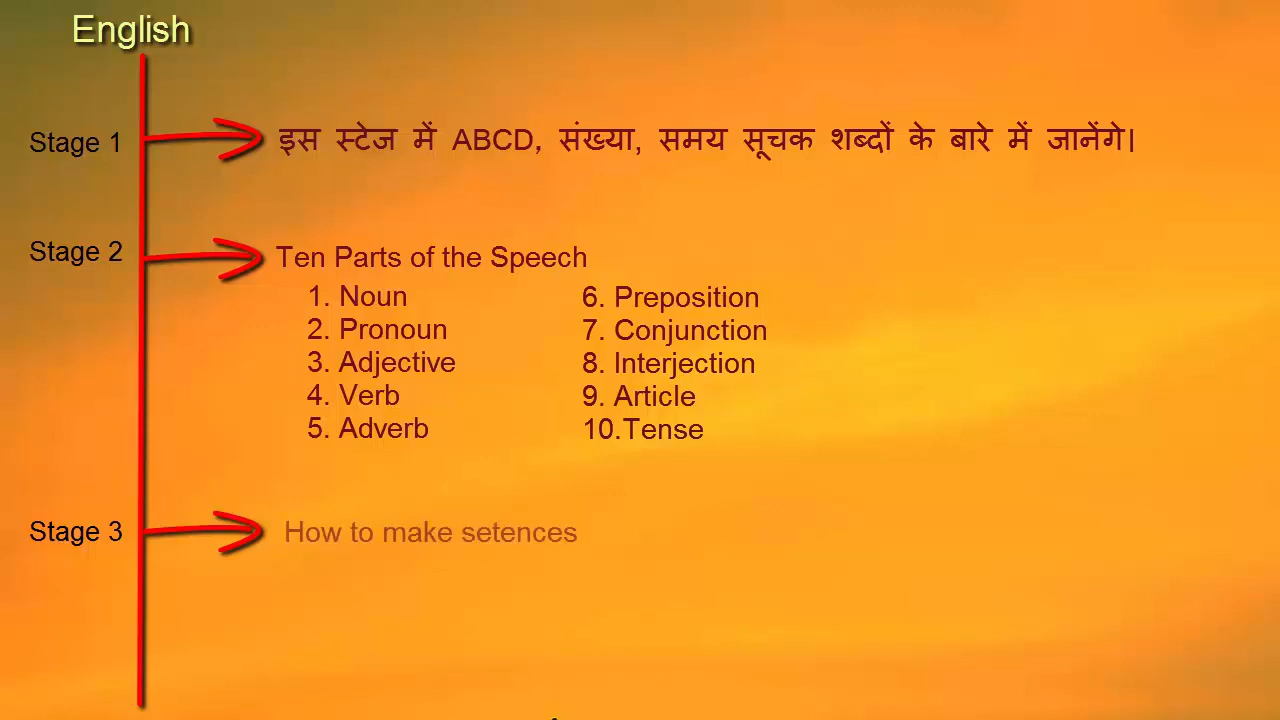 English
Stage 1
इस स्टेज में ABCD, संख्या, समय सूचक शब्दों के बारे में जानेंगे।
Stage 2
Ten Parts of the Speech
1. Noun
2. Pronoun
3. Adjective
4. Verb
5. Adverb
6. Preposition
7. Conjunction
8. Interjection
9. Article
10.Tense
Stage 3
How to make setences